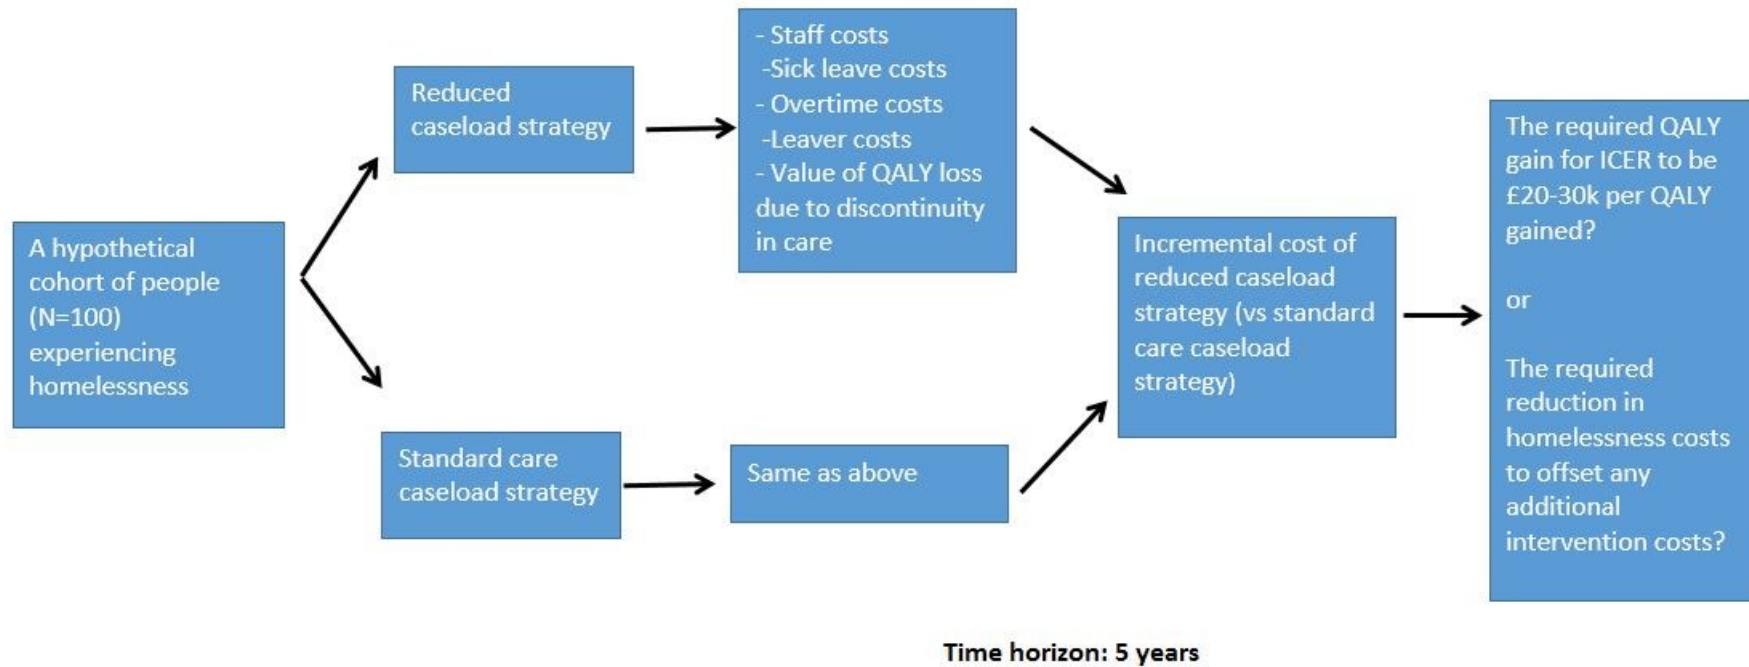 A hypothetical
cohort of people
(N=100)
experiencing
homelessness
Reduced
caseload strategy
- Staff costs
-Sick leave costs
- Overtime costs
-Leaver costs
- Value of QALY loss
due to discontinuity
in care
Standard care
caseload strategy
Same as above
Incremental cost of
reduced caseload
strategy (vs standard
care caseload
strategy)
The required QALY
gain for ICER to be
£20-30k per QALY
gained?
or
The required
reduction in
homelessness costs
to offset any
additional
intervention costs?
Time horizon: 5 years